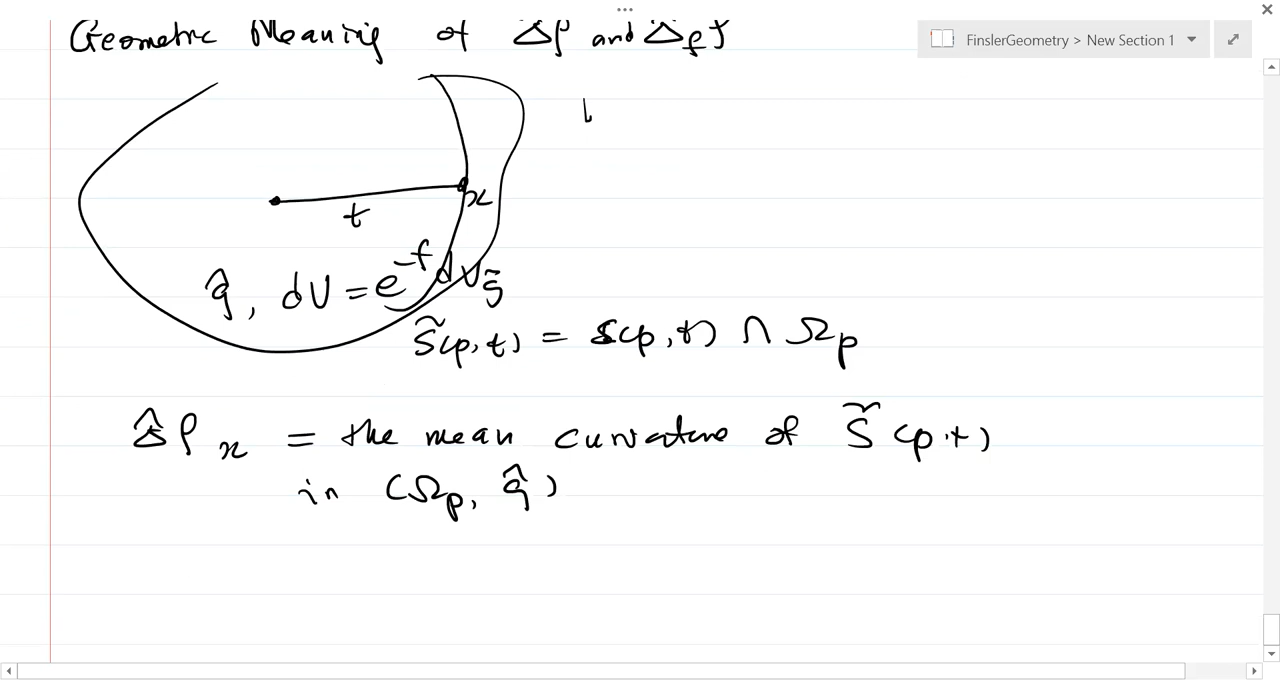 Geometric Meaning of Δρ and Δ_f ρ
FinslerGeometry > New Section 1
x
t
ĝ, dV = e^{-f} dV_ĝ
S̃(p,t) = S(p,t) ∩ Ω_p
Δ̂ρ_x = the mean curvature of S̃(p,t)
in (Ω_p, ĝ)